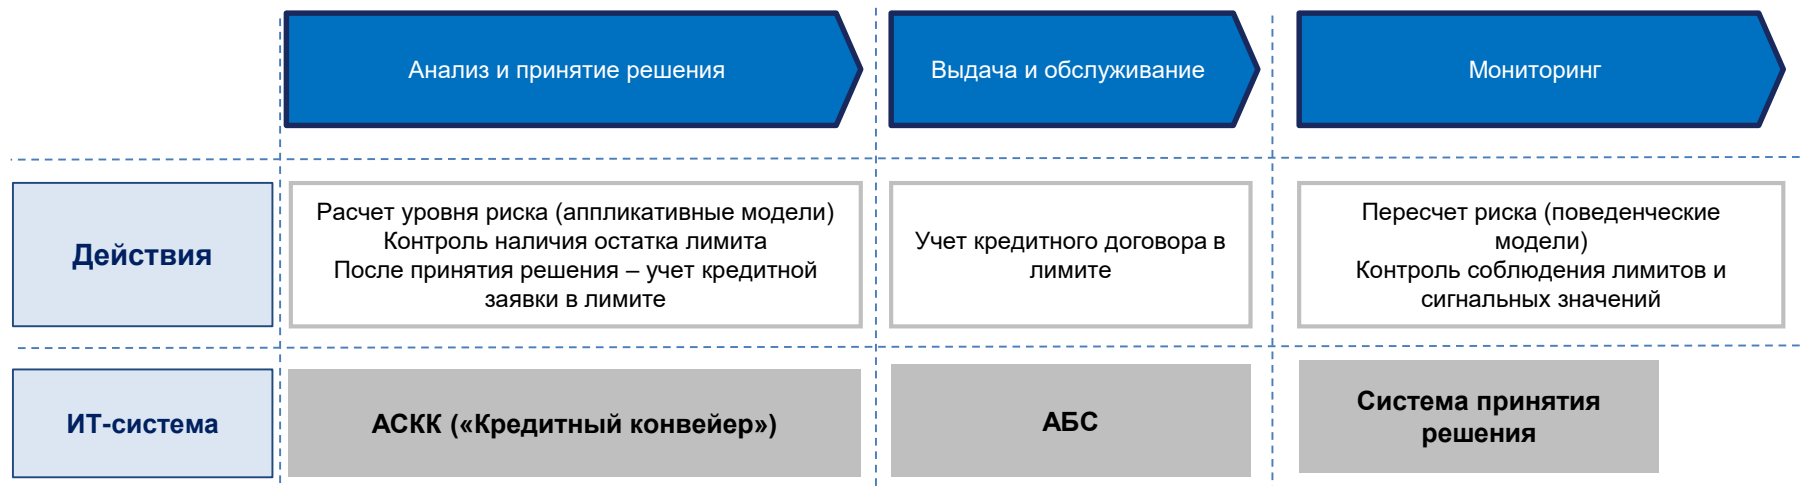 Анализ и принятие решения
Выдача и обслуживание
Мониторинг
Действия
Расчет уровня риска (аппликативные модели)
Контроль наличия остатка лимита
После принятия решения – учет кредитной
заявки в лимите
Учет кредитного договора в
лимите
Пересчет риска (поведенческие
модели)
Контроль соблюдения лимитов и
сигнальных значений
ИТ-система
АСКК («Кредитный конвейер»)
АБС
Система принятия
решения